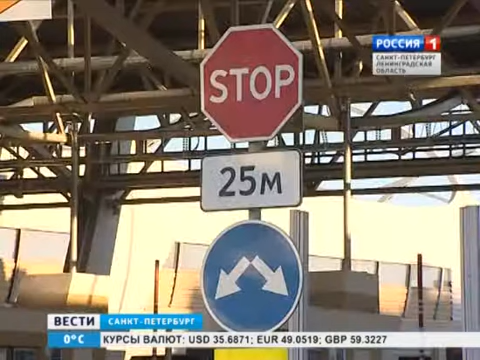 РОССИЯ 1
САНКТ-ПЕТЕРБУРГ
ЛЕНИНГРАДСКАЯ
ОБЛАСТЬ
STOP
25м
ВЕСТИ САНКТ-ПЕТЕРБУРГ
0°C КУРСЫ ВАЛЮТ: USD 35.6871; EUR 49.0519; GBP 59.3227